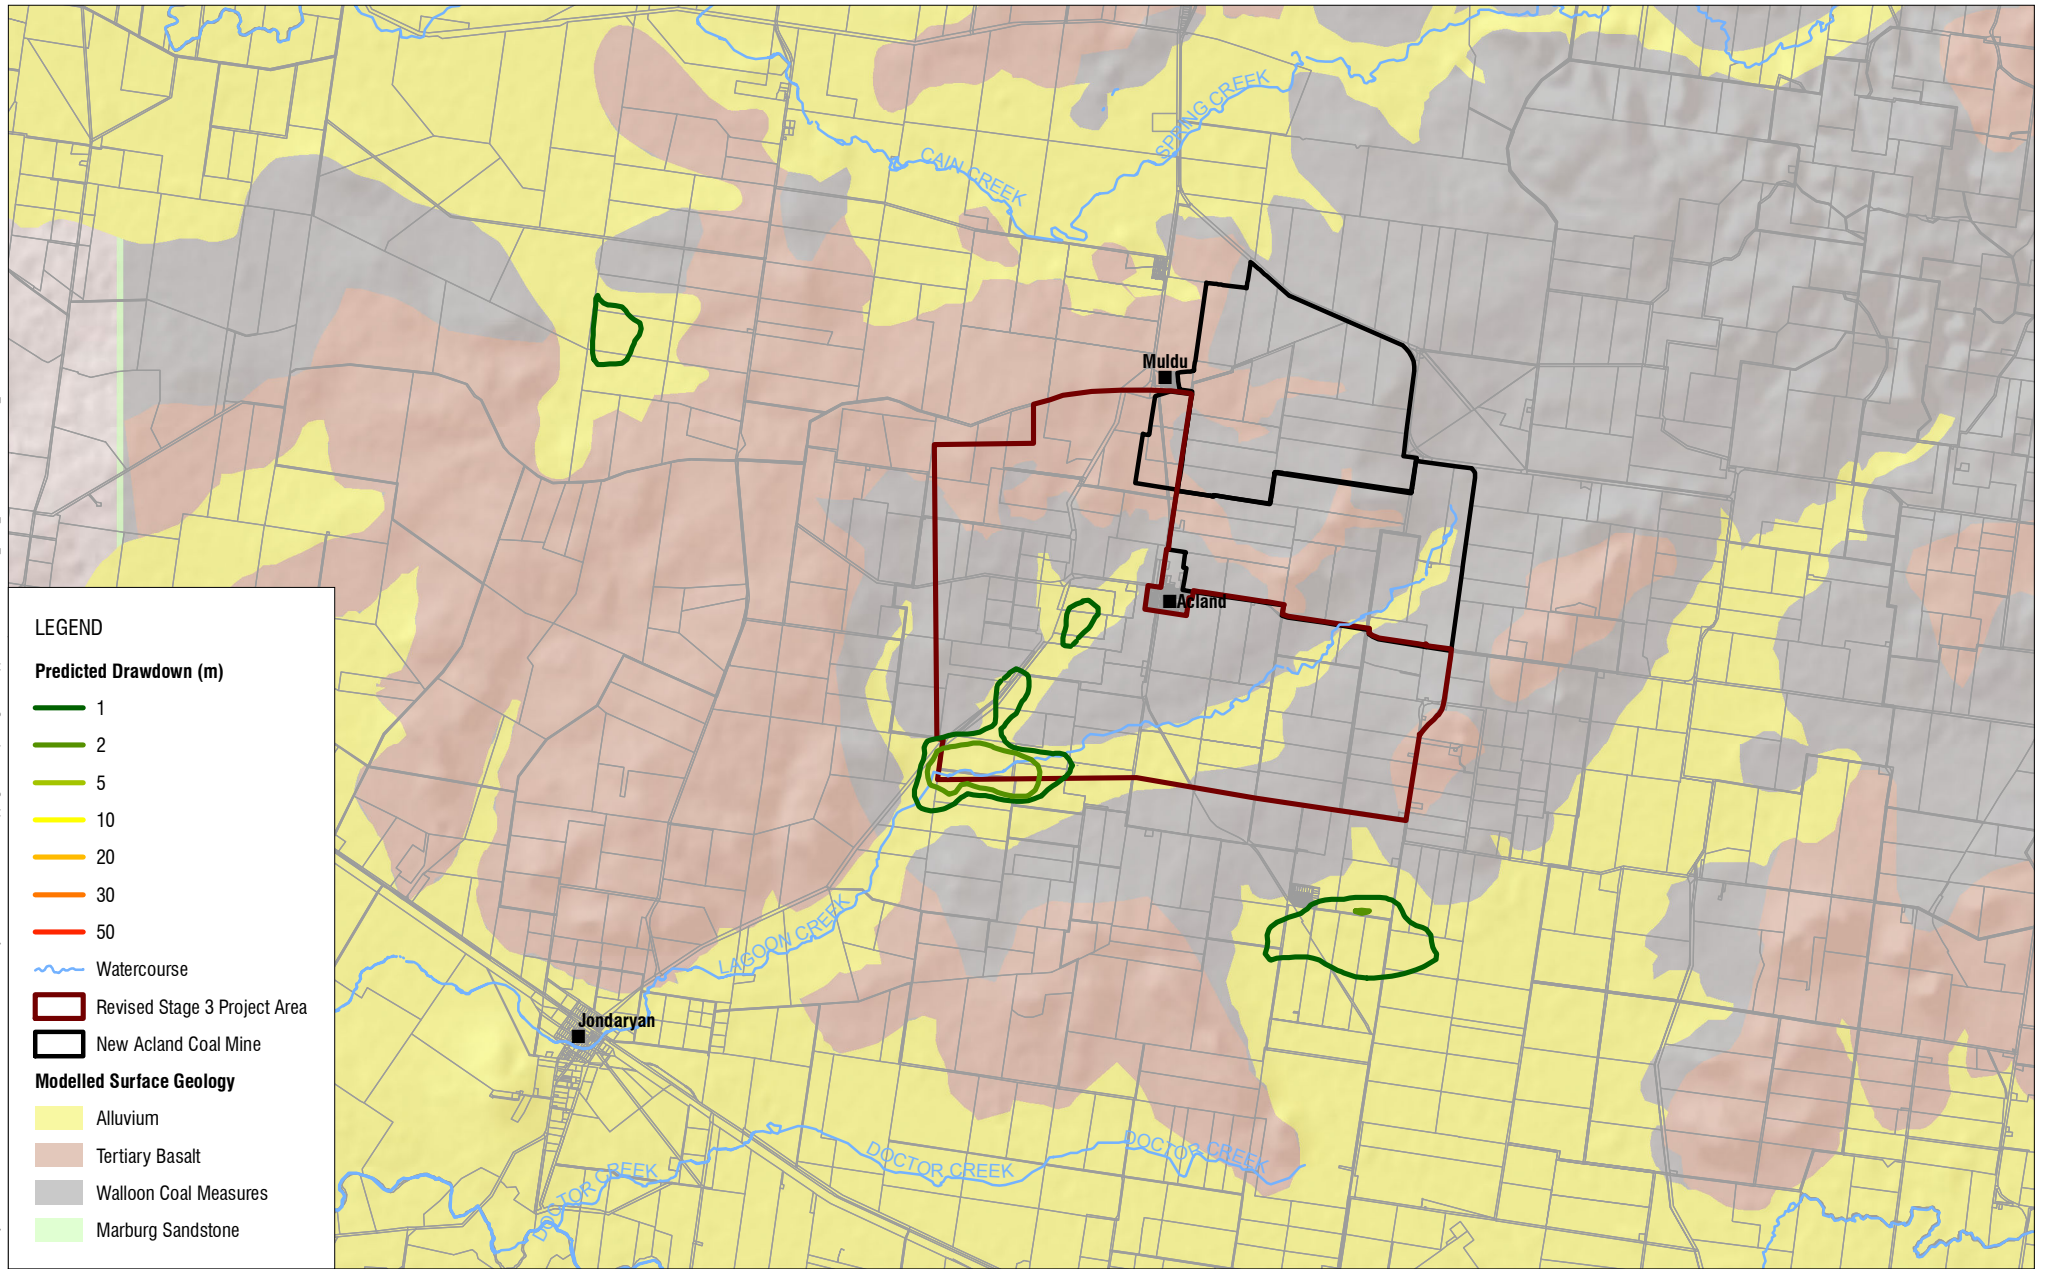 SPRING CREEK
CAIN CREEK
Muldu
Acland
LAGOON CREEK
Jondaryan
DOCTOR CREEK
DOCTOR CREEK
DOCTOR CREEK
LEGEND
Predicted Drawdown (m)
1
2
5
10
20
30
50
Watercourse
Revised Stage 3 Project Area
New Acland Coal Mine
Modelled Surface Geology
Alluvium
Tertiary Basalt
Walloon Coal Measures
Marburg Sandstone